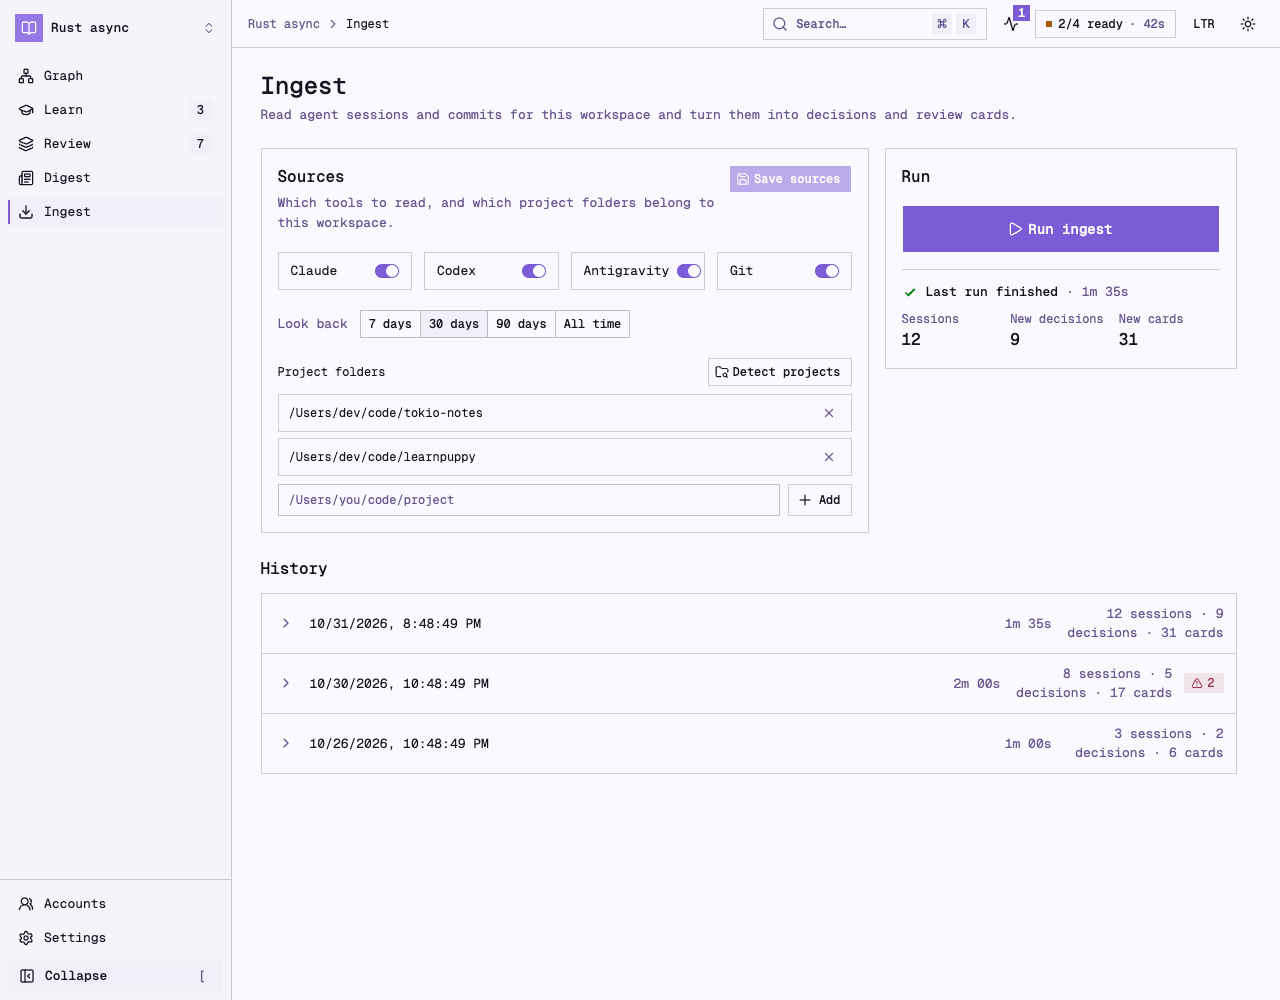 Rust async
Graph
Learn 3
Review 7
Digest
Ingest
Accounts
Settings
Collapse [
Rust async > Ingest
Search… ⌘ K
1
2/4 ready · 42s
LTR
Ingest
Read agent sessions and commits for this workspace and turn them into decisions and review cards.
Sources
Save sources
Which tools to read, and which project folders belong to
this workspace.
Claude
Codex
Antigravity
Git
Look back
7 days
30 days
90 days
All time
Project folders
Detect projects
/Users/dev/code/tokio-notes
/Users/dev/code/learnpuppy
/Users/you/code/project
Add
Run
Run ingest
Last run finished · 1m 35s
Sessions
12
New decisions
9
New cards
31
History
10/31/2026, 8:48:49 PM
1m 35s
12 sessions · 9
decisions · 31 cards
10/30/2026, 10:48:49 PM
2m 00s
8 sessions · 5
decisions · 17 cards
2
10/26/2026, 10:48:49 PM
1m 00s
3 sessions · 2
decisions · 6 cards